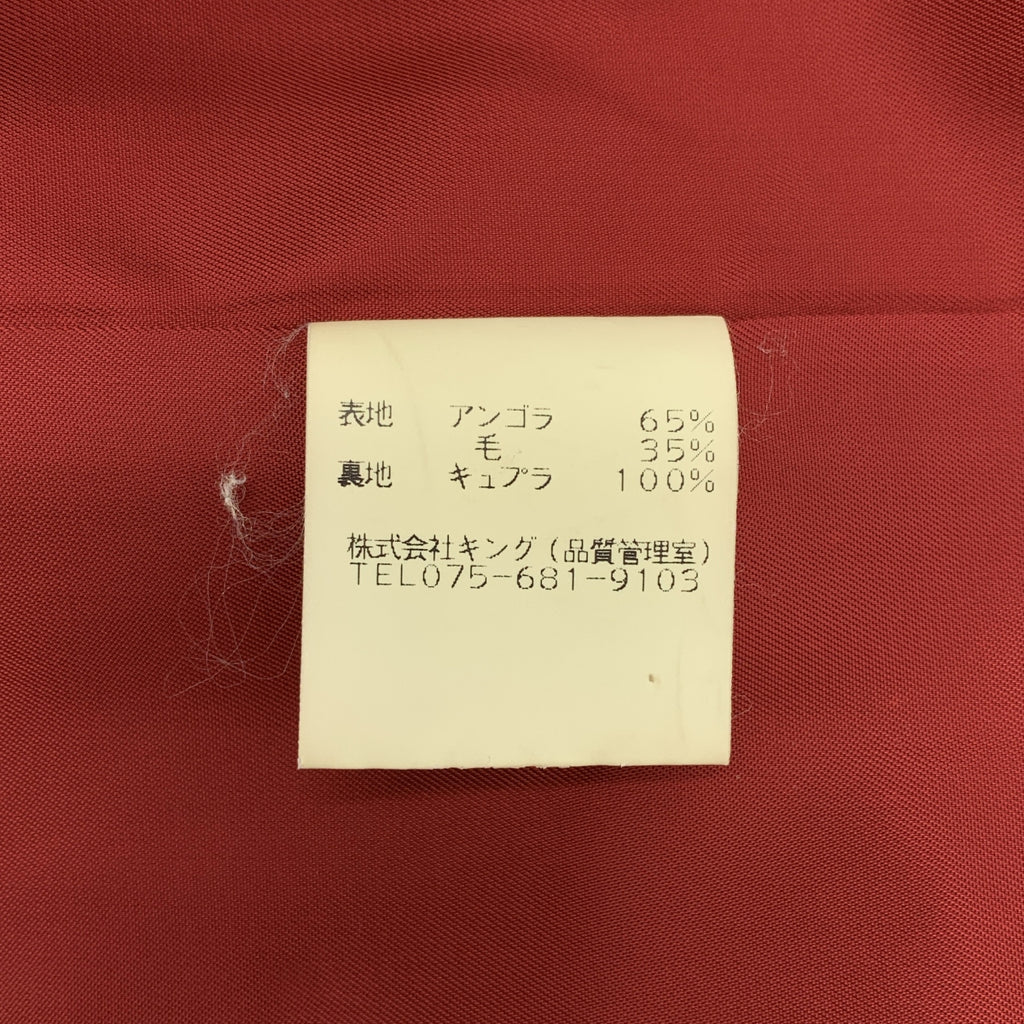 表地 アンゴラ 65%
毛 35%
裏地 キュプラ 100%
株式会社キング(品質管理室)
TEL075-681-9103